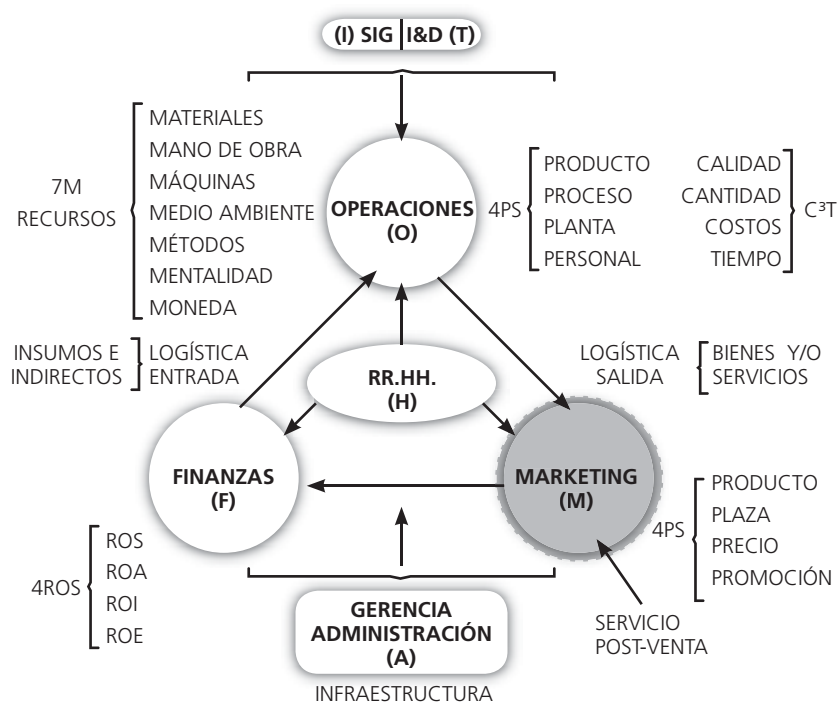 (I) SIG | I&D (T)
7M
RECURSOS
MATERIALES
MANO DE OBRA
MÁQUINAS
MEDIO AMBIENTE
MÉTODOS
MENTALIDAD
MONEDA
OPERACIONES
(O)
4PS
PRODUCTO
PROCESO
PLANTA
PERSONAL
CALIDAD
CANTIDAD
COSTOS
TIEMPO
C³T
INSUMOS E
INDIRECTOS
LOGÍSTICA
ENTRADA
RR.HH.
(H)
LOGÍSTICA
SALIDA
BIENES Y/O
SERVICIOS
FINANZAS
(F)
MARKETING
(M)
4PS
PRODUCTO
PLAZA
PRECIO
PROMOCIÓN
4ROS
ROS
ROA
ROI
ROE
GERENCIA
ADMINISTRACIÓN
(A)
INFRAESTRUCTURA
SERVICIO
POST-VENTA